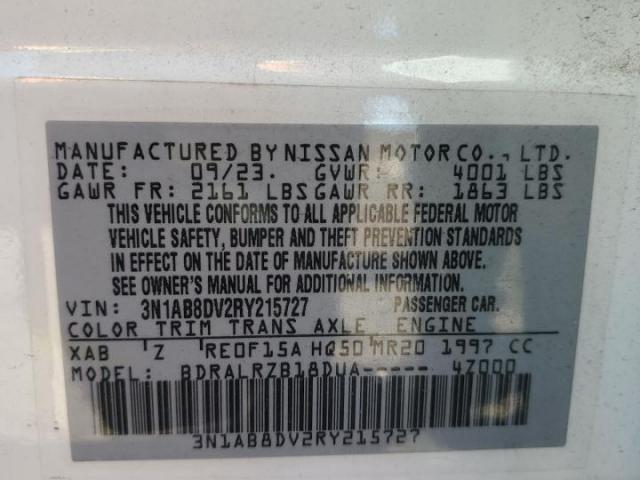 MANUFACTURED BY NISSAN MOTOR CO., LTD.
DATE: 09/23. GVWR: 4001 LBS
GAWR FR: 2161 LBS GAWR RR: 1863 LBS
THIS VEHICLE CONFORMS TO ALL APPLICABLE FEDERAL MOTOR
VEHICLE SAFETY, BUMPER AND THEFT PREVENTION STANDARDS
IN EFFECT ON THE DATE OF MANUFACTURE SHOWN ABOVE.
SEE OWNER'S MANUAL FOR ADDITIONAL INFORMATION.
VIN: 3N1AB8DV2RY215727 PASSENGER CAR.
COLOR TRIM TRANS AXLE, ENGINE
XAB Z RE0F15A HQ50 MR20 1997 CC
MODEL: BDRALRZB18DUA----- 4Z000
3N1AB8DV2RY215727